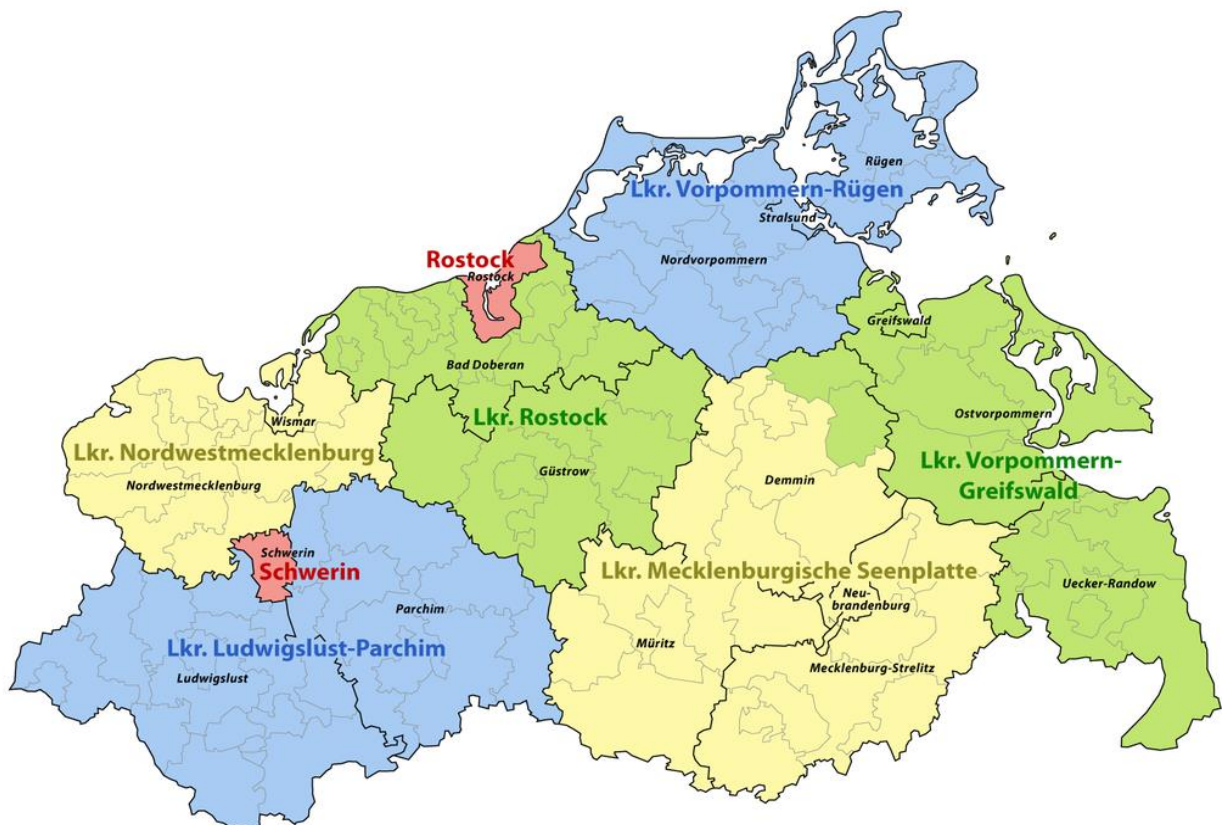 Rügen
Lkr. Vorpommern-Rügen
Stralsund
Nordvorpommern
Rostock
Rostock
Greifswald
Bad Doberan
Lkr. Rostock
Ostvorpommern
Wismar
Lkr. Nordwestmecklenburg
Lkr. Vorpommern-
Greifswald
Güstrow
Demmin
Nordwestmecklenburg
Schwerin
Schwerin
Lkr. Mecklenburgische Seenplatte
Uecker-Randow
Neu-
brandenburg
Parchim
Müritz
Lkr. Ludwigslust-Parchim
Mecklenburg-Strelitz
Ludwigslust